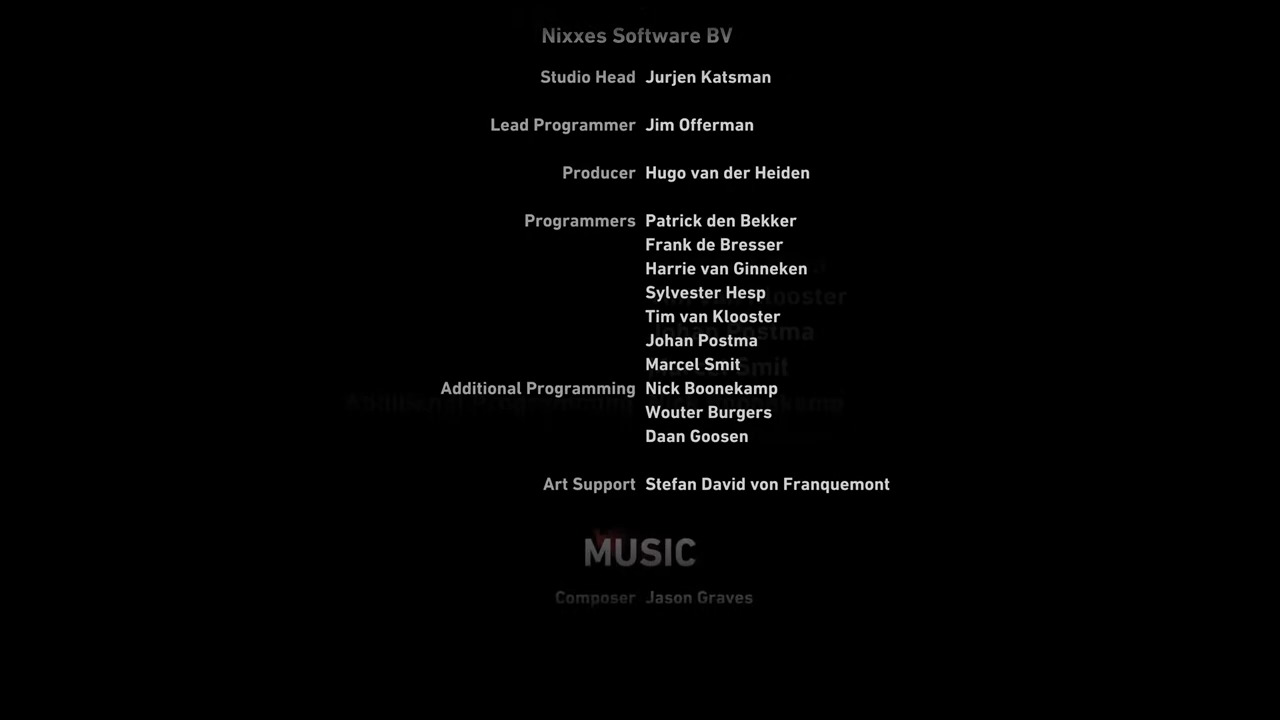 Nixxes Software BV
Studio Head Jurjen Katsman
Lead Programmer Jim Offerman
Producer Hugo van der Heiden
Programmers Patrick den Bekker
Frank de Bresser
Harrie van Ginneken
Sylvester Hesp
Tim van Klooster
Johan Postma
Marcel Smit
Additional Programming Nick Boonekamp
Wouter Burgers
Daan Goosen
Art Support Stefan David von Franquemont
MUSIC
Composer Jason Graves